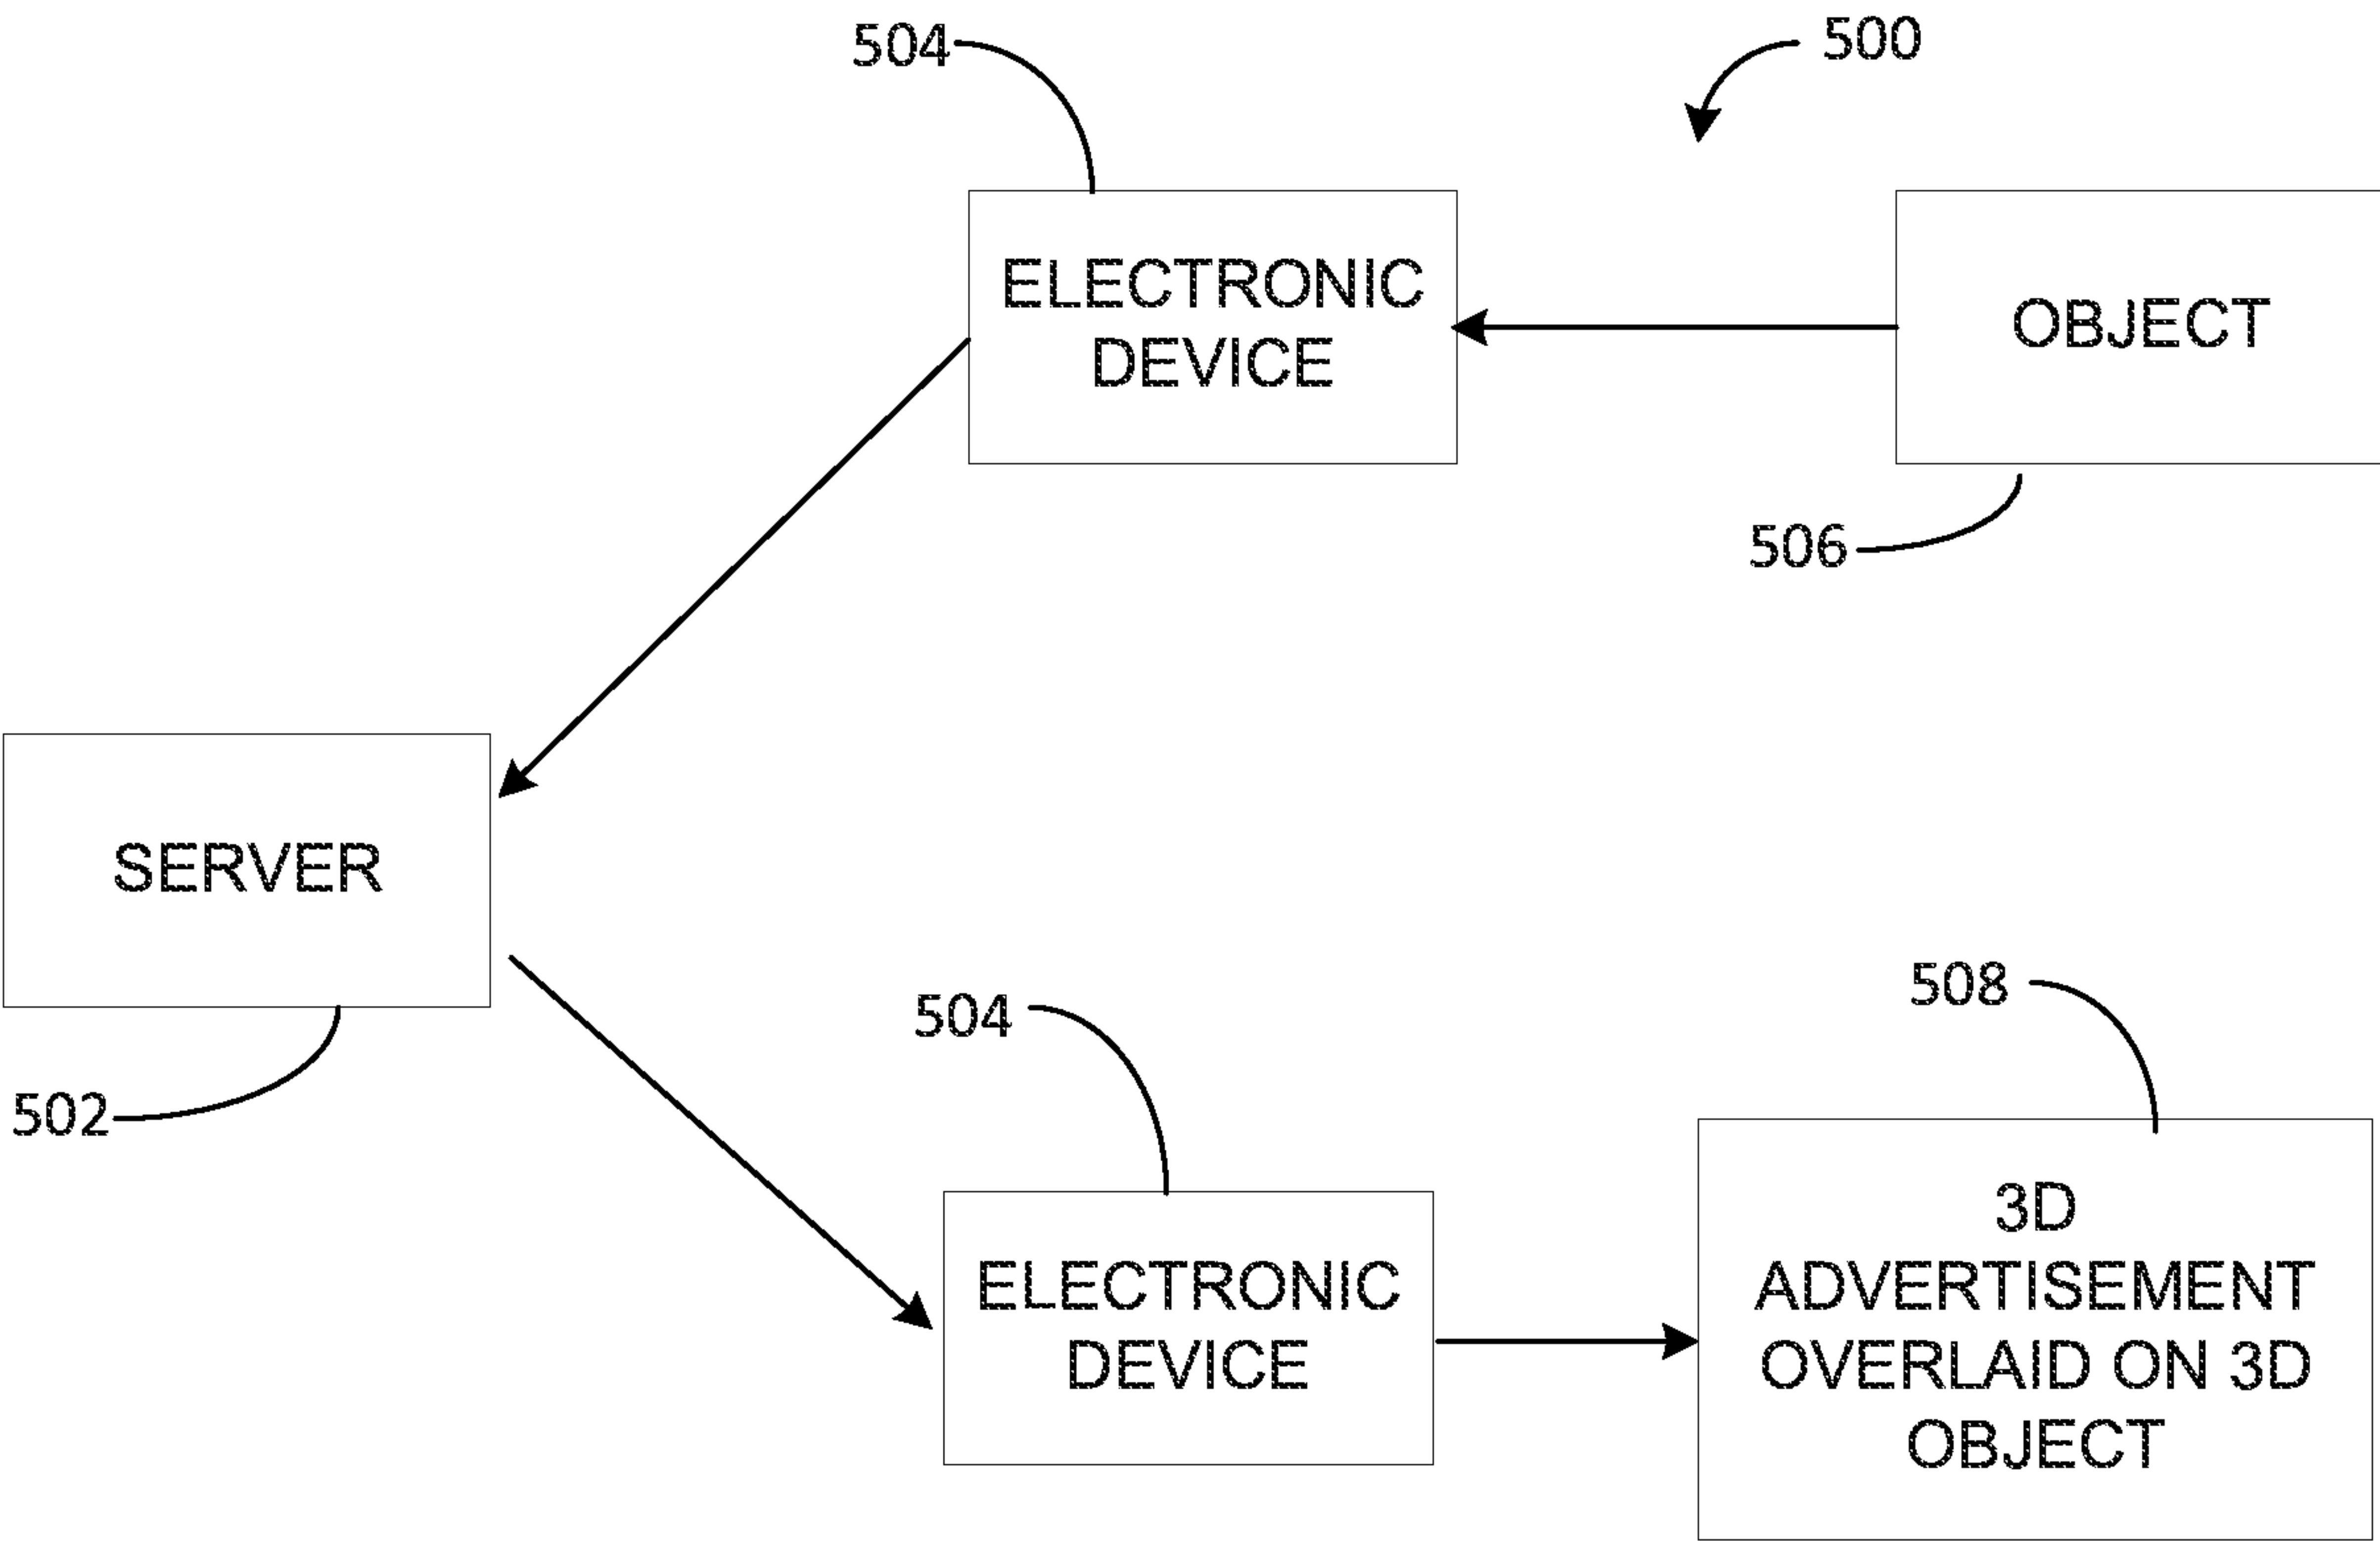 504
500
ELECTRONIC
DEVICE
OBJECT
506
SERVER
502
504
508
ELECTRONIC
DEVICE
3D
ADVERTISEMENT
OVERLAID ON 3D
OBJECT